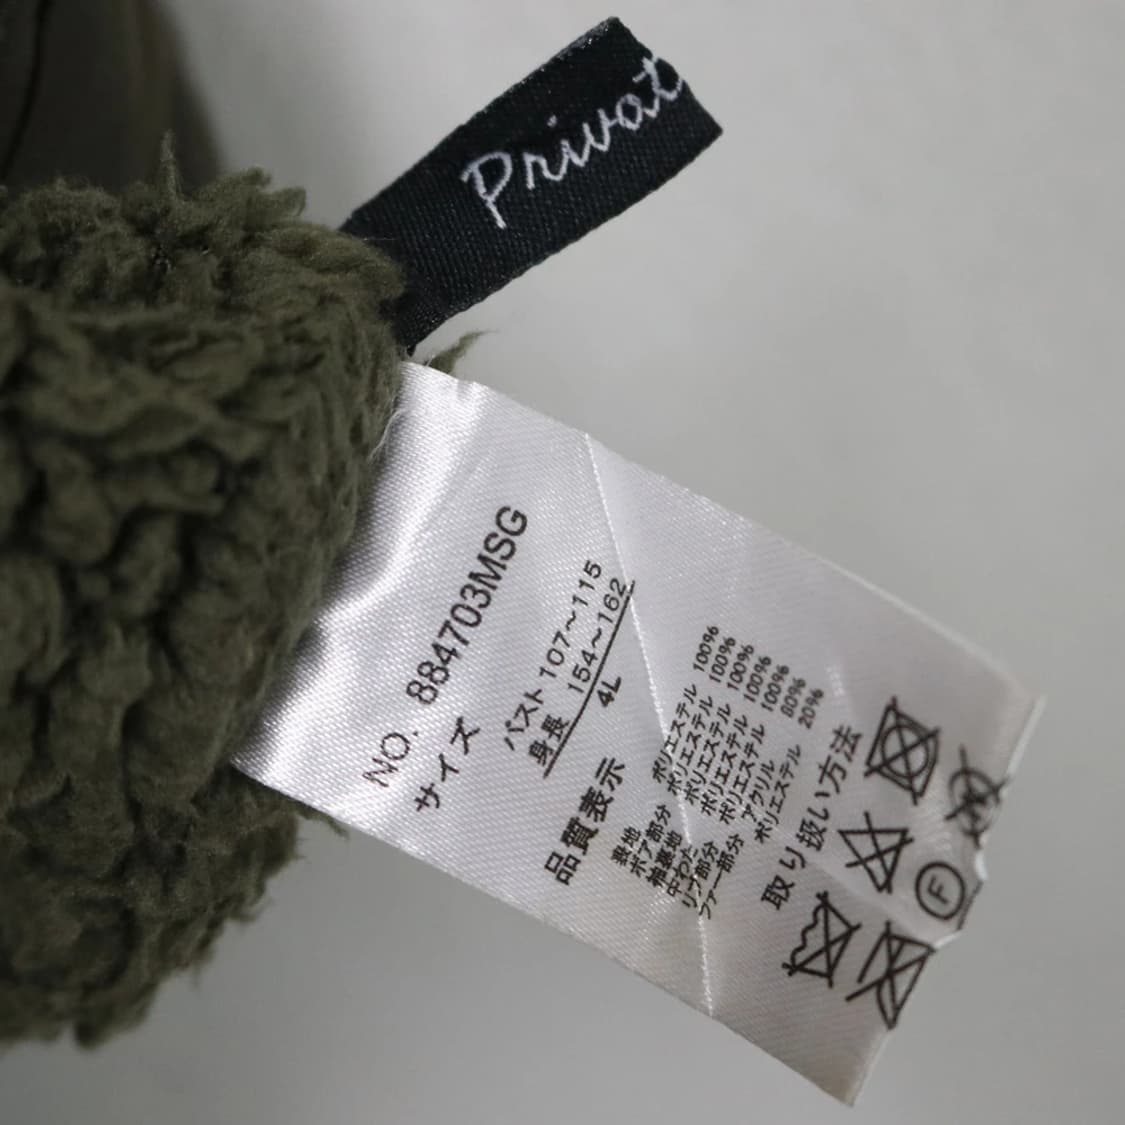 Privat
NO. 884703MSG
サイズ
バスト 107～115
身長 154～162
4L
品質表示
表地 ポリエステル 100%
ボア部分 ポリエステル 100%
袖裏地 ポリエステル 100%
中わた ポリエステル 100%
リブ部分 ポリエステル 100%
ファー部分 アクリル 80%
ポリエステル 20%
取り扱い方法
F